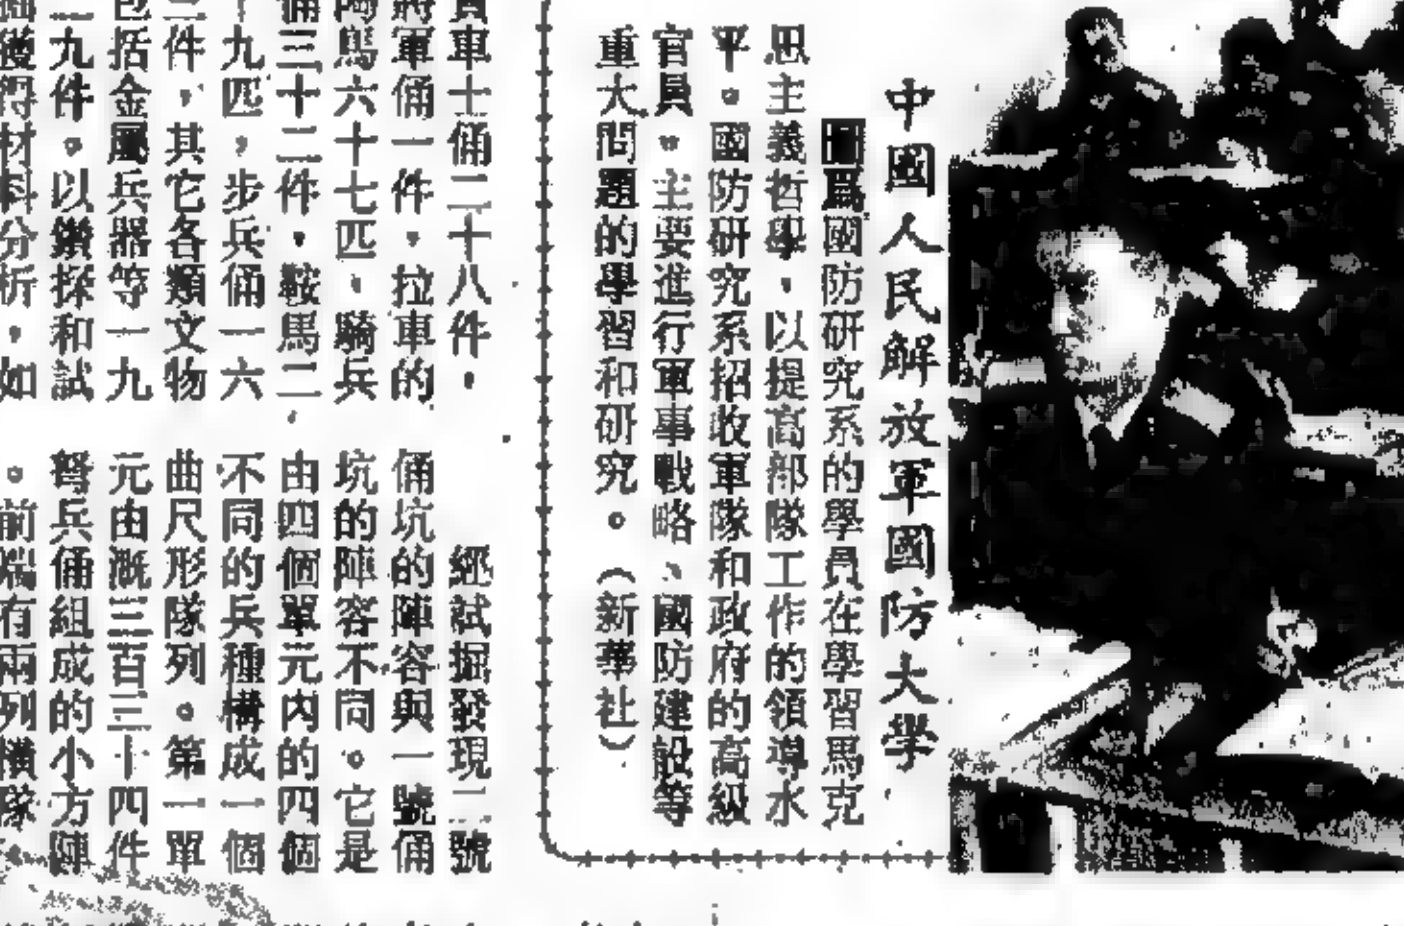 中國人民解放軍國防大學
圖爲國防研究系的學員在學習馬克
思主義哲學，以提高部隊工作的領導水
平。國防研究系招收軍隊和政府的高級
官員。主要進行軍事戰略、國防建設等
重大問題的學習和研究。（新華社）
車士俑二十八件，
將軍俑一件，拉車的
陶馬六十七匹、騎兵
俑三十二件，鞍馬二
十九匹，步兵俑一六
件，其它各類文物
包括金屬兵器等一九
二九件。以鑽探和試
掘獲得材料分析，如
經試掘發現二號
俑坑的陣容與一號俑
坑的陣容不同。它是
由四個單元內的四個
不同的兵種構成一個
曲尺形隊列。第一單
元由溉三百三十四件
弩兵俑組成的小方陣
。前端有兩列橫隊